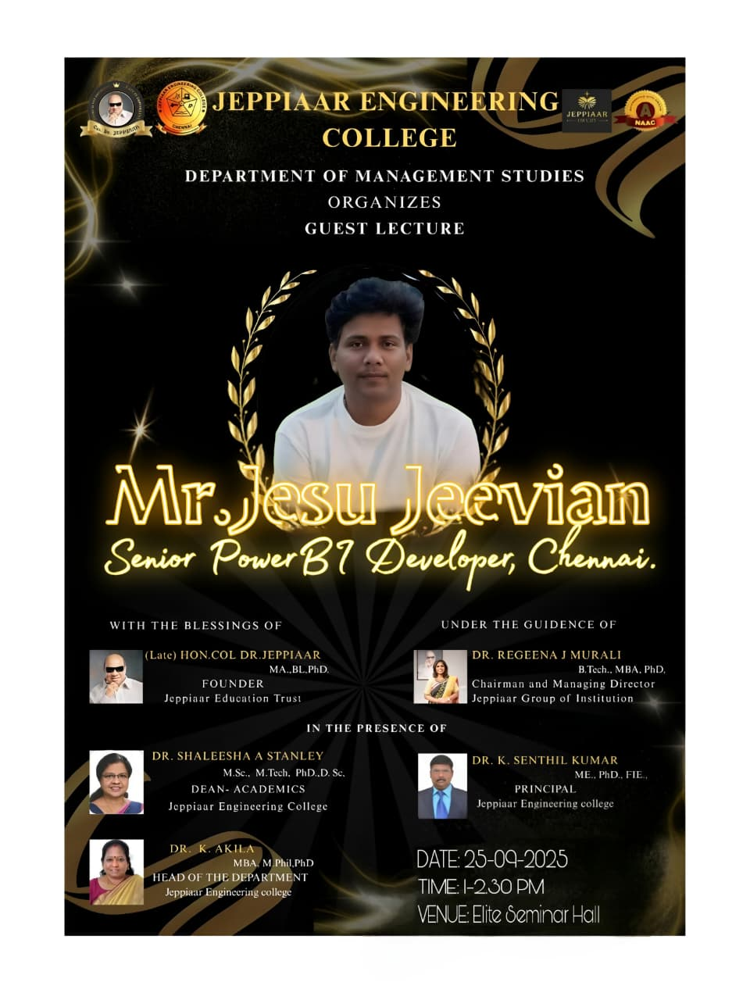 JEPPIAAR ENGINEERING
COLLEGE
CHENNAI
JEPPIAAR
NAAC
A
DEPARTMENT OF MANAGEMENT STUDIES
ORGANIZES
GUEST LECTURE
Mr.Jesu Jeevian
Senior PowerBI Developer, Chennai.
WITH THE BLESSINGS OF
(Late) HON.COL DR.JEPPIAAR
MA.,BL,PhD.
FOUNDER
Jeppiaar Education Trust
UNDER THE GUIDENCE OF
DR. REGEENA J MURALI
B.Tech., MBA, PhD,
Chairman and Managing Director
Jeppiaar Group of Institution
IN THE PRESENCE OF
DR. SHALEESHA A STANLEY
M.Sc., M.Tech, PhD.,D. Sc,
DEAN- ACADEMICS
Jeppiaar Engineering College
DR. K. SENTHIL KUMAR
ME., PhD., FIE.,
PRINCIPAL
Jeppiaar Engineering college
DR. K. AKILA
MBA, M.Phil,PhD
HEAD OF THE DEPARTMENT
Jeppiaar Engineering college
DATE: 25-09-2025
TIME: 1-2.30 PM
VENUE: Elite Seminar Hall